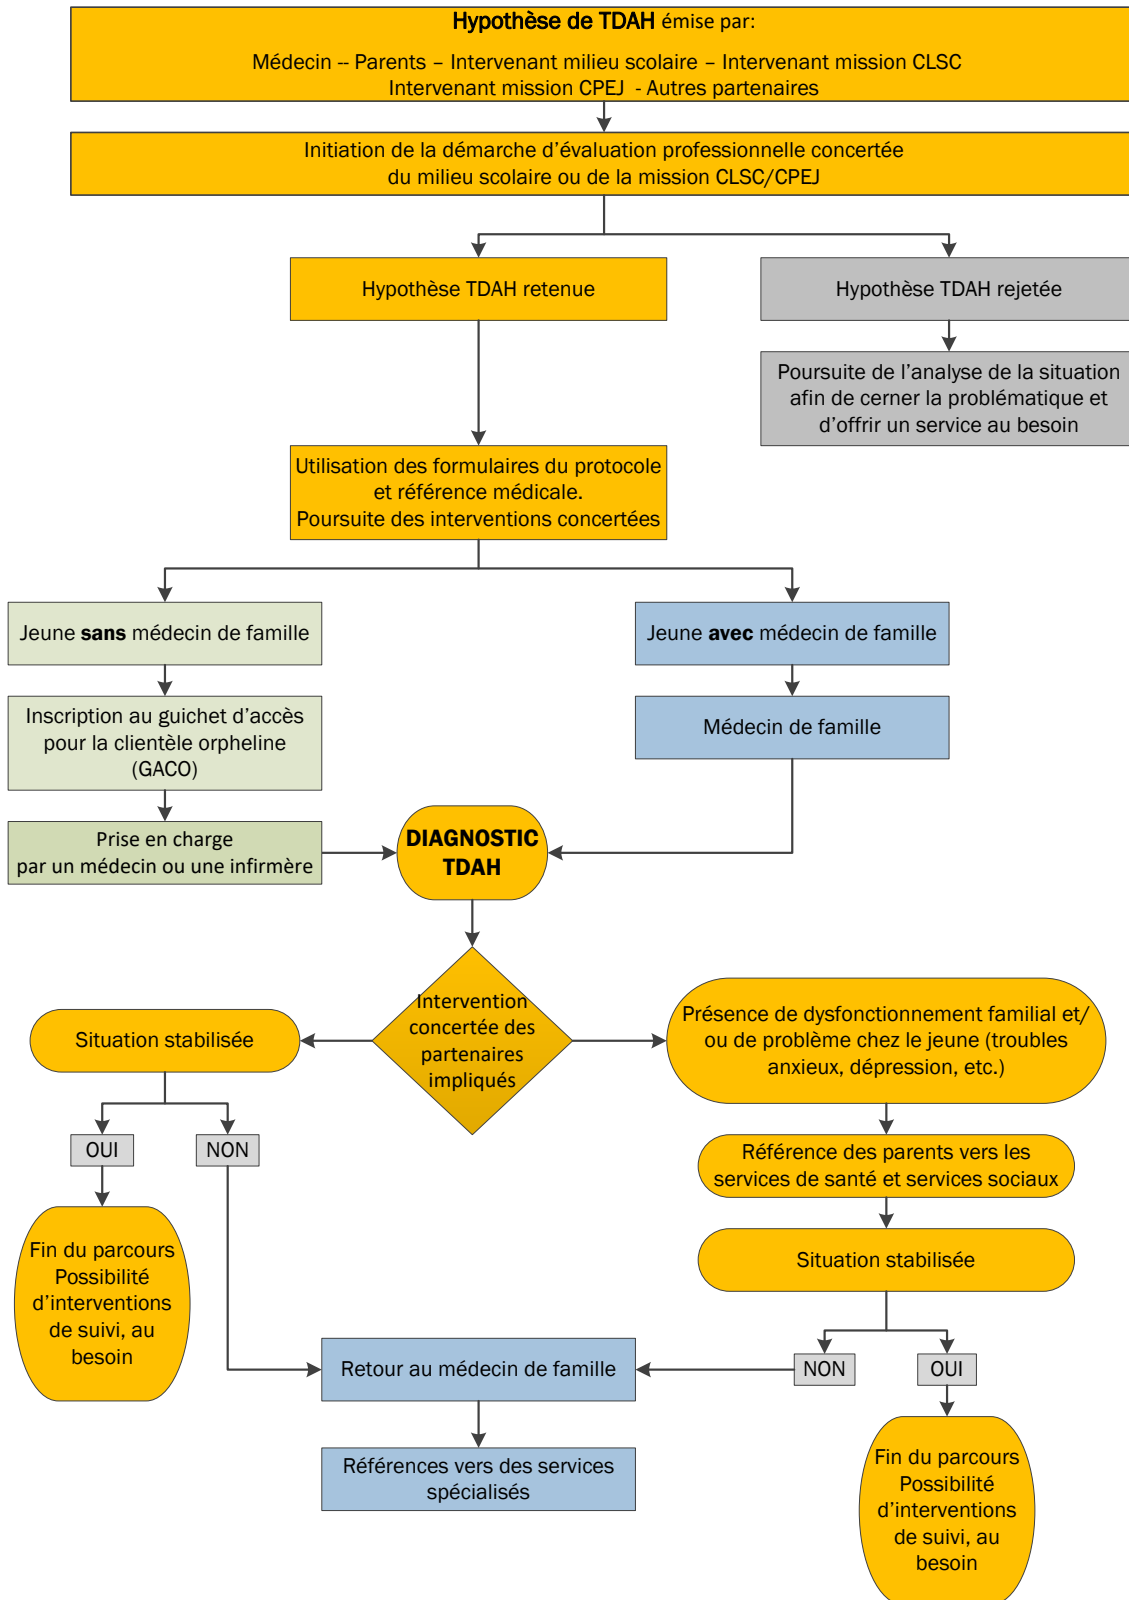 Hypothèse de TDAH émise par:
Médecin -- Parents – Intervenant milieu scolaire – Intervenant mission CLSC
Intervenant mission CPEJ - Autres partenaires
Initiation de la démarche d'évaluation professionnelle concertée
du milieu scolaire ou de la mission CLSC/CPEJ
Hypothèse TDAH retenue
Hypothèse TDAH rejetée
Poursuite de l'analyse de la situation
afin de cerner la problématique et
d'offrir un service au besoin
Utilisation des formulaires du protocole
et référence médicale.
Poursuite des interventions concertées
Jeune sans médecin de famille
Jeune avec médecin de famille
Inscription au guichet d'accès
pour la clientèle orpheline
(GACO)
Médecin de famille
Prise en charge
par un médecin ou une infirmère
DIAGNOSTIC
TDAH
Intervention
concertée des
partenaires
impliqués
Situation stabilisée
Présence de dysfonctionnement familial et/
ou de problème chez le jeune (troubles
anxieux, dépression, etc.)
OUI
NON
Référence des parents vers les
services de santé et services sociaux
Situation stabilisée
Fin du parcours
Possibilité
d'interventions
de suivi, au
besoin
Retour au médecin de famille
NON
OUI
Références vers des services
spécialisés
Fin du parcours
Possibilité
d'interventions
de suivi, au
besoin